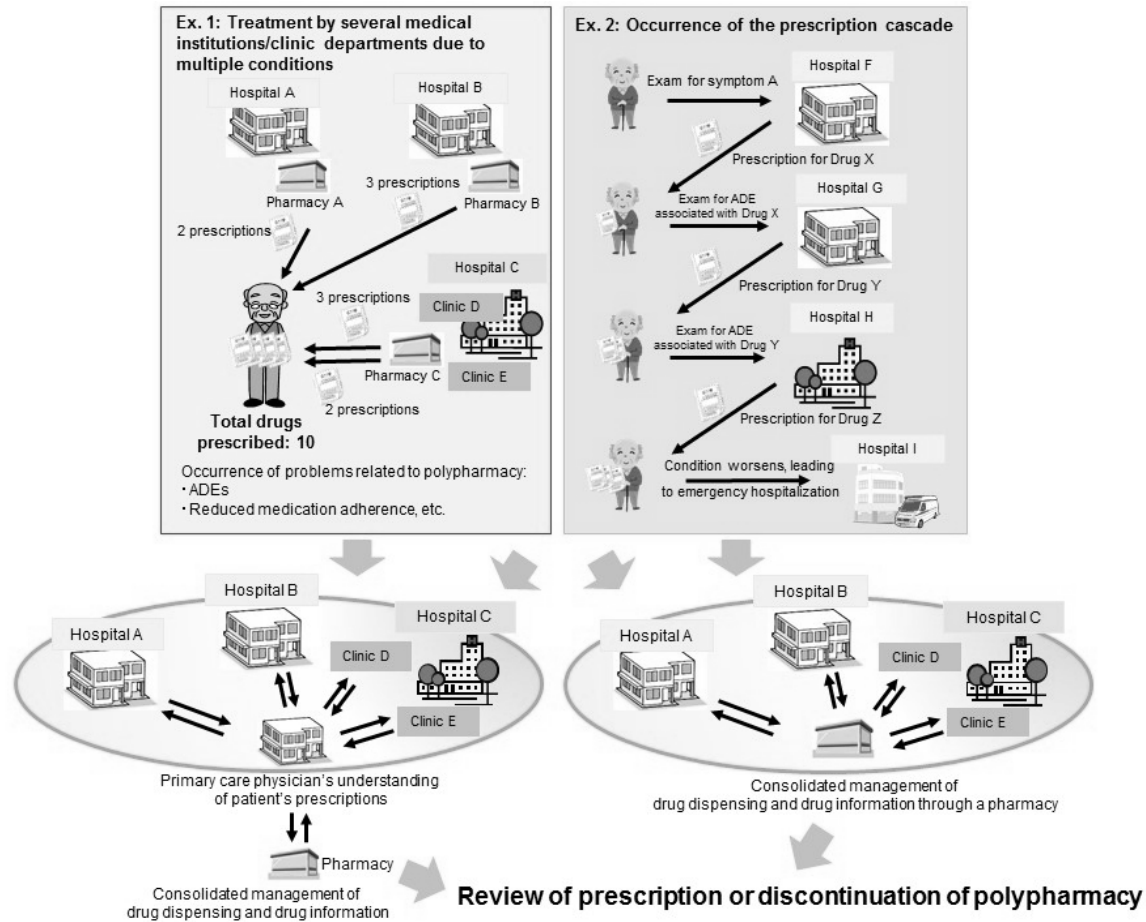 Ex. 1: Treatment by several medical
institutions/clinic departments due to
multiple conditions
Hospital A
Hospital B
3 prescriptions
Pharmacy A
Pharmacy B
2 prescriptions
Hospital C
3 prescriptions
Clinic D
Pharmacy C
Clinic E
2 prescriptions
Total drugs
prescribed: 10
Occurrence of problems related to polypharmacy:
・ADEs
・Reduced medication adherence, etc.
Ex. 2: Occurrence of the prescription cascade
Hospital F
Exam for symptom A
Prescription for Drug X
Hospital G
Exam for ADE
associated with Drug X
Prescription for Drug Y
Hospital H
Exam for ADE
associated with Drug Y
H
Prescription for Drug Z
Hospital I
Condition worsens, leading
to emergency hospitalization
Hospital B
Hospital C
Hospital A
H
Clinic D
Clinic E
Primary care physician's understanding
of patient's prescriptions
Pharmacy
Consolidated management of
drug dispensing and drug information
Hospital B
Hospital C
Hospital A
H
Clinic D
Clinic E
Consolidated management of
drug dispensing and drug information through a pharmacy
Review of prescription or discontinuation of polypharmacy